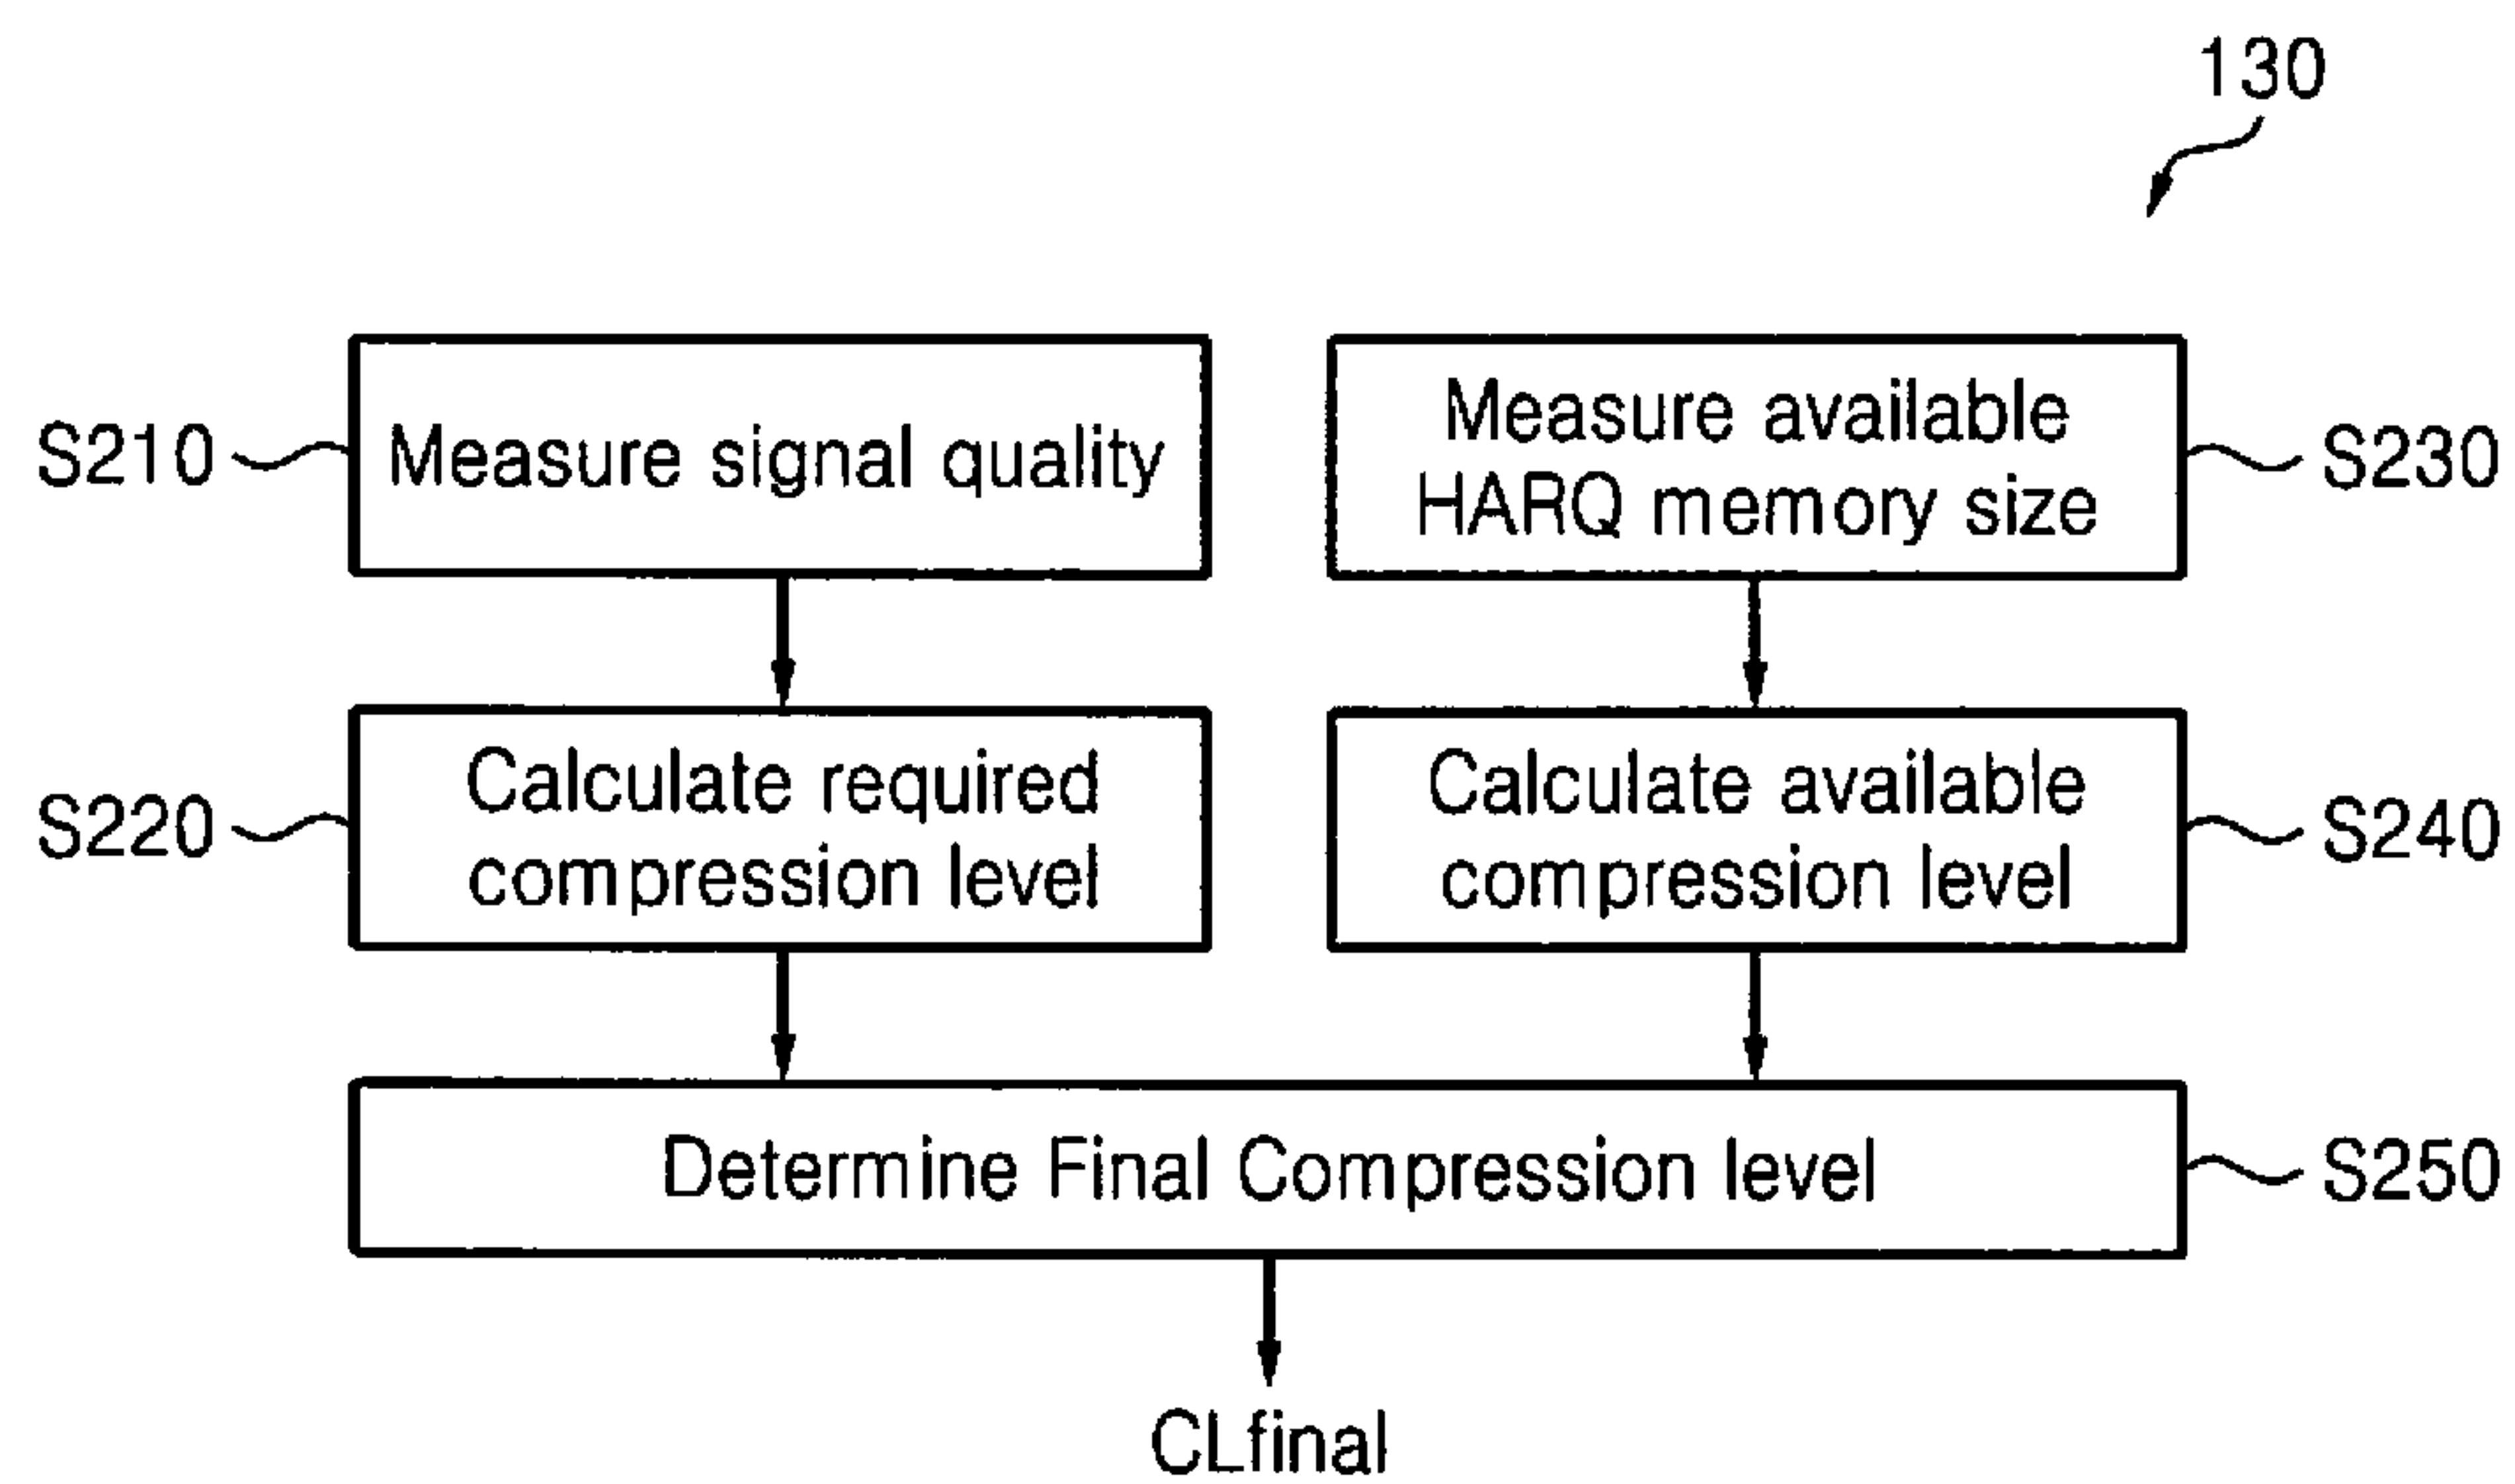 130
S210
Measure signal quality
Measure available
HARQ memory size
S230
S220
Calculate required
compression level
Calculate available
compression level
S240
Determine Final Compression level
S250
CLfinal